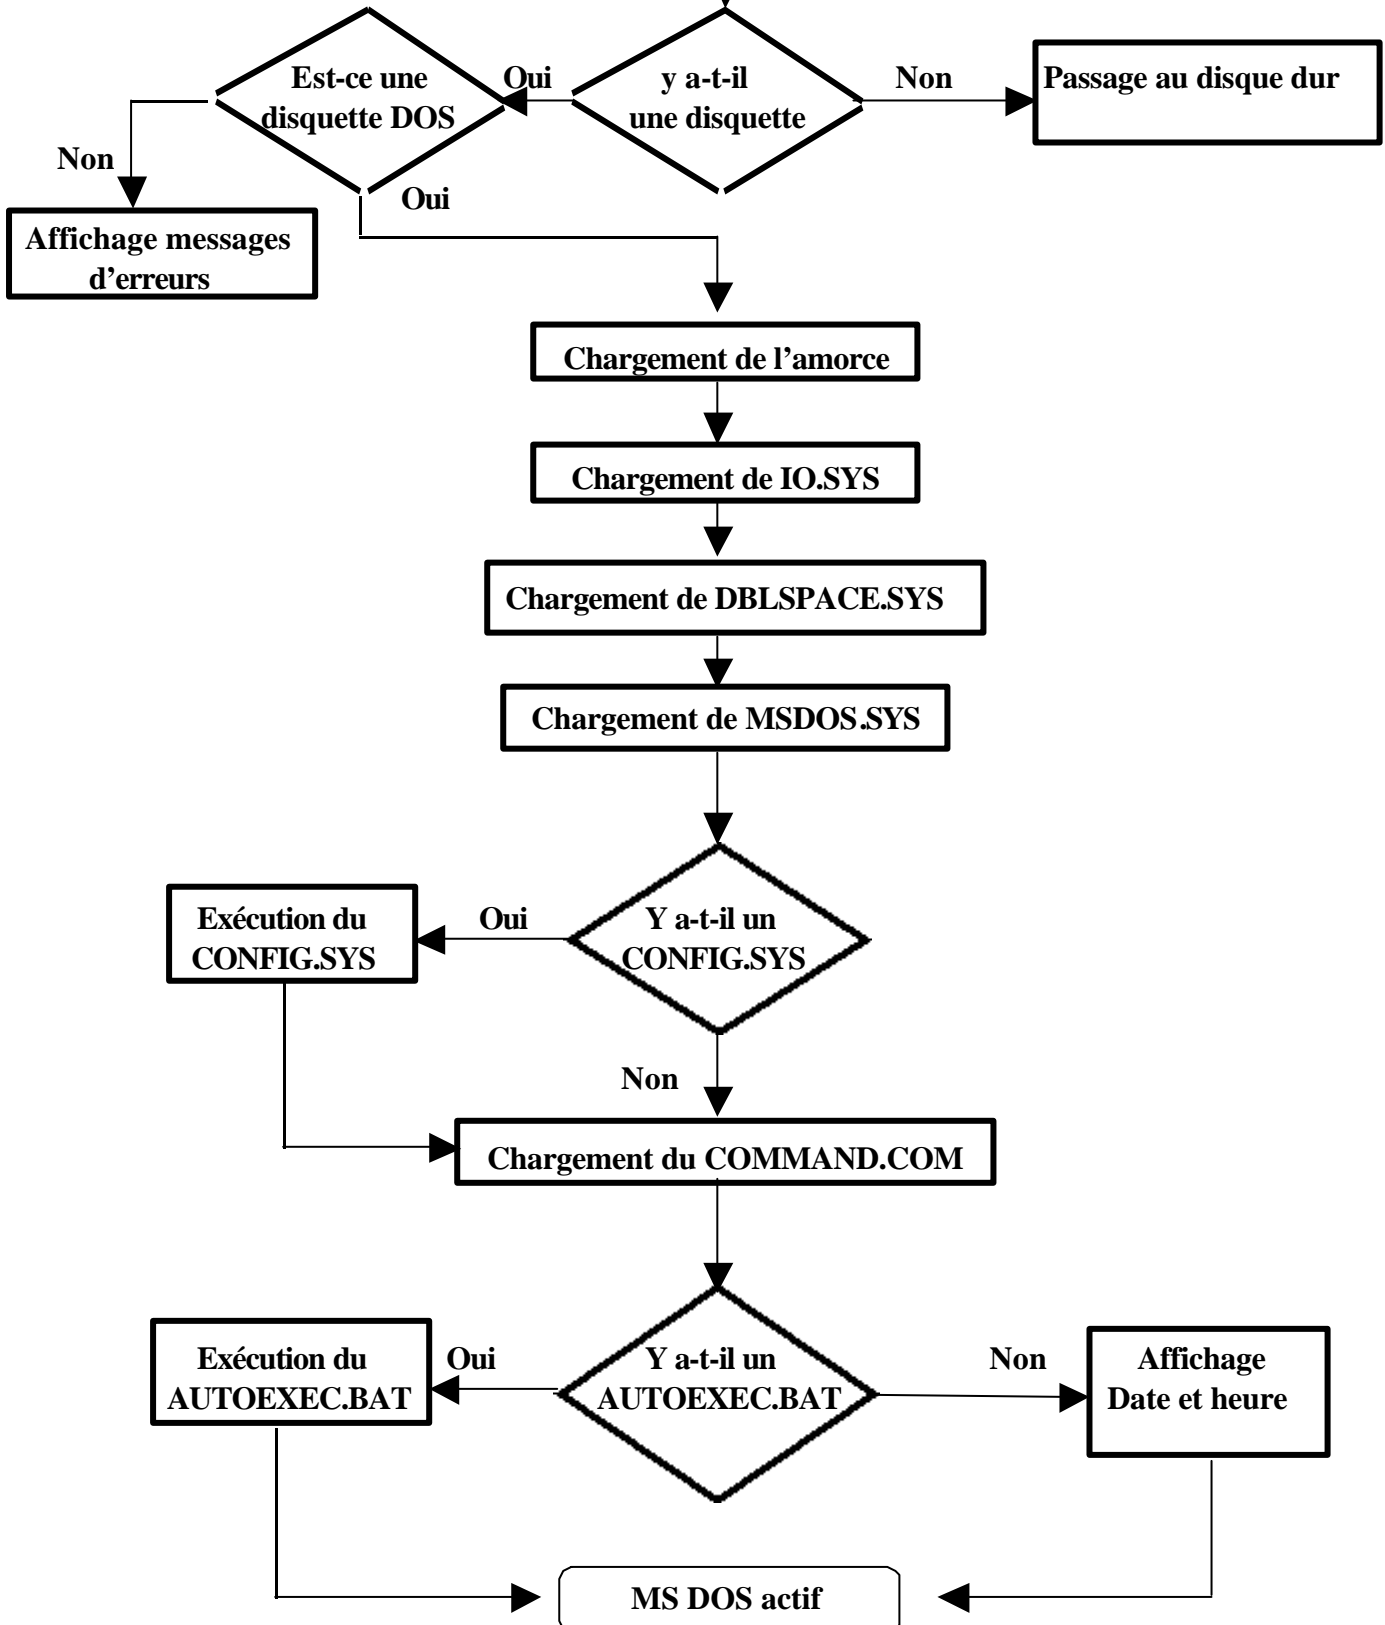 Est-ce une
disquette DOS
Oui
y a-t-il
une disquette
Non
Passage au disque dur
Non
Oui
Affichage messages
d’erreurs
Chargement de l’amorce
Chargement de IO.SYS
Chargement de DBLSPACE.SYS
Chargement de MSDOS.SYS
Exécution du
CONFIG.SYS
Oui
Y a-t-il un
CONFIG.SYS
Non
Chargement du COMMAND.COM
Exécution du
AUTOEXEC.BAT
Oui
Y a-t-il un
AUTOEXEC.BAT
Non
Affichage
Date et heure
MS DOS actif